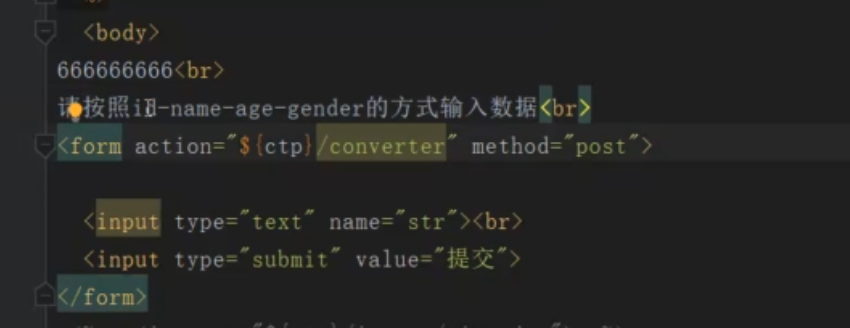 <body>
666666666<br>
请按照id-name-age-gender的方式输入数据<br>
<form action="${ctp}/converter" method="post">
<input type="text" name="str"><br>
<input type="submit" value="提交">
</form>